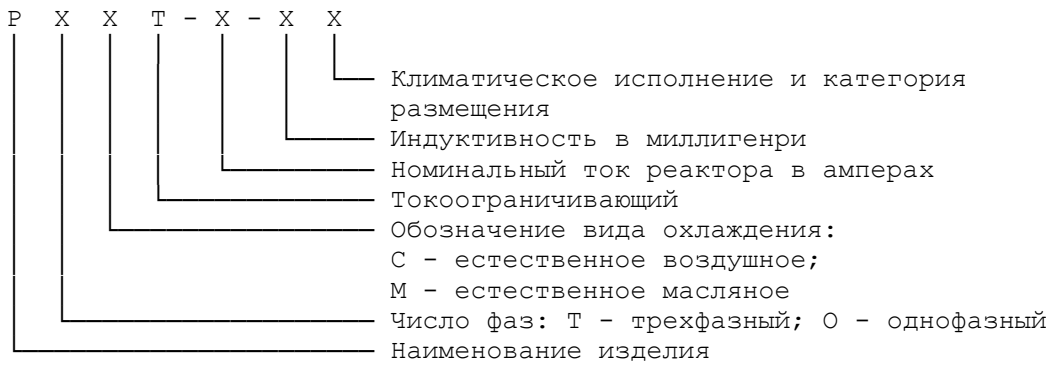 Р Х Х Т - Х - Х Х
Климатическое исполнение и категория
размещения
Индуктивность в миллигенри
Номинальный ток реактора в амперах
Токоограничивающий
Обозначение вида охлаждения:
С - естественное воздушное;
М - естественное масляное
Число фаз: Т - трехфазный; О - однофазный
Наименование изделия